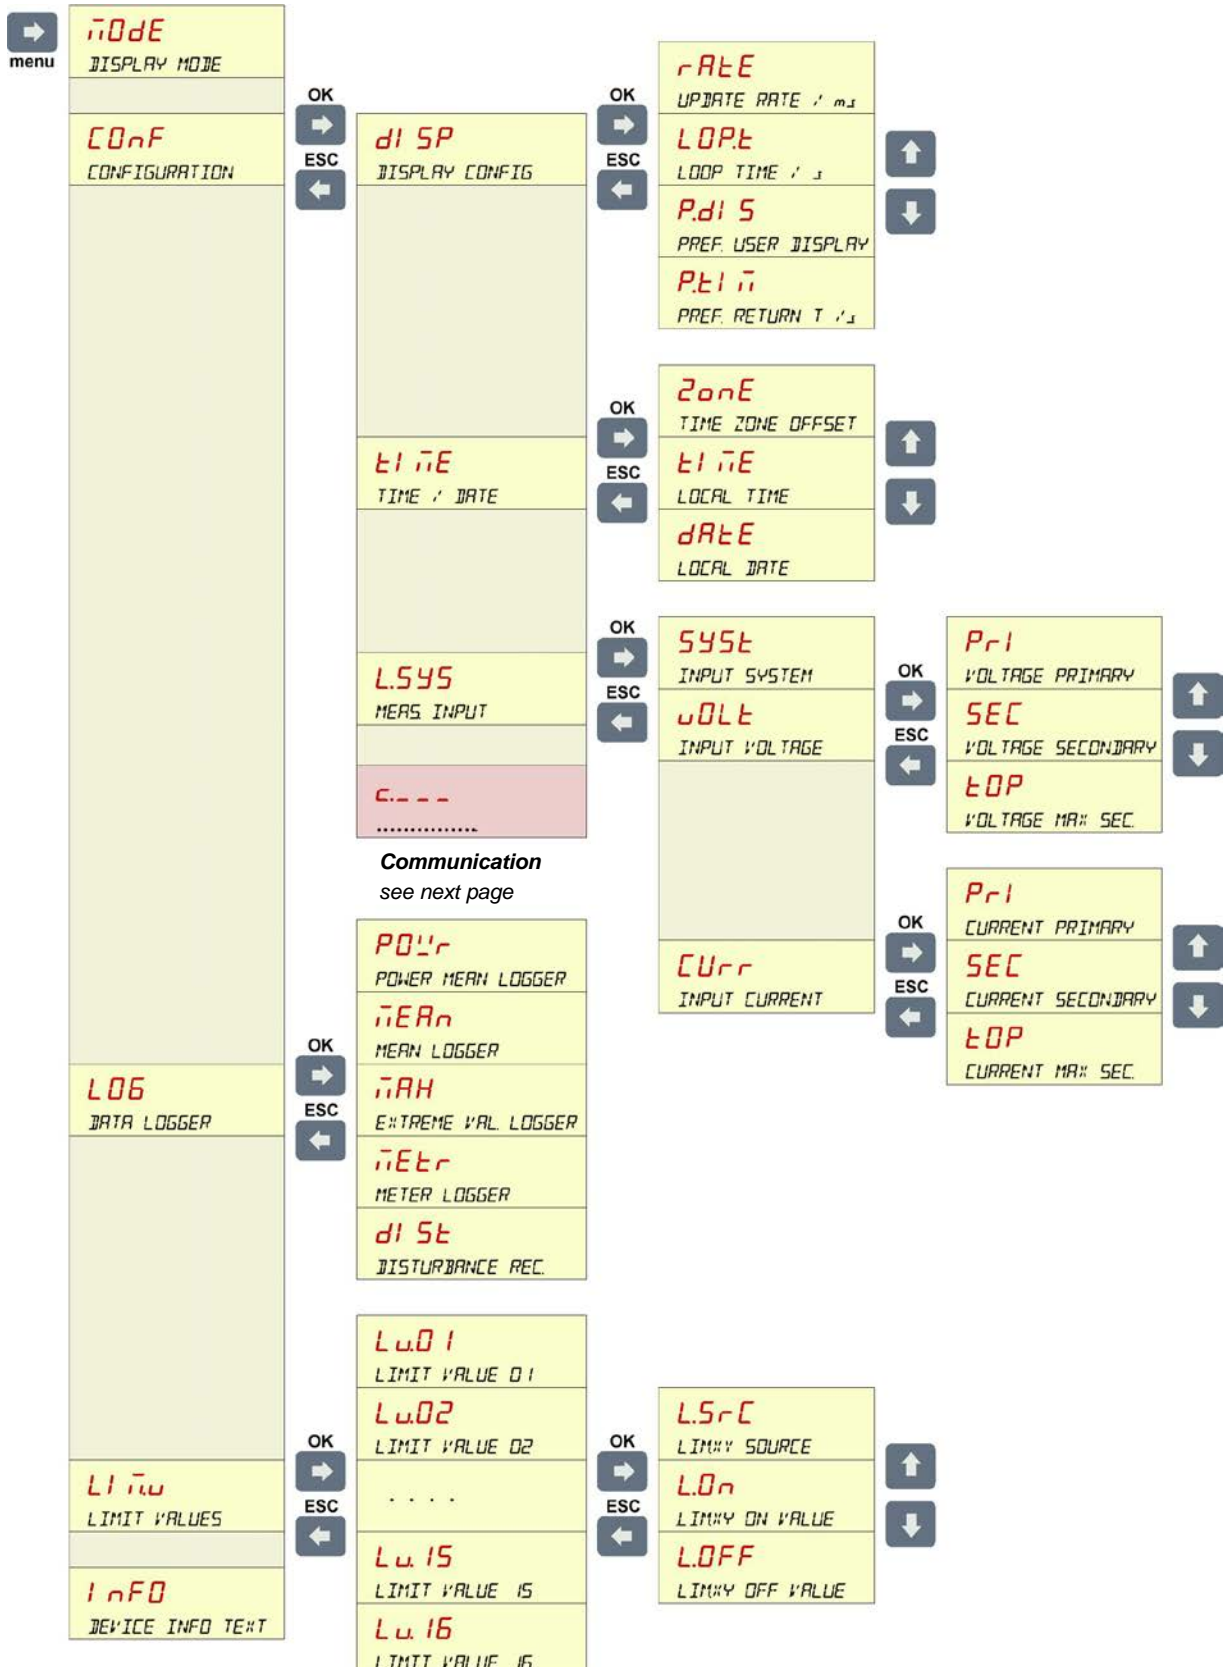 menu
MODE
DISPLAY MODE
CONF
CONFIGURATION
LOG
DATA LOGGER
LIM.v
LIMIT VALUES
INFO
DEVICE INFO TEXT
OK
ESC
dISP
DISPLAY CONFIG
tIME
TIME / DATE
L.SYS
MEAS. INPUT
c._ _ _
...............
Communication
see next page
OK
ESC
rAtE
UPDATE RATE / ms
LOP.t
LOOP TIME / s
P.dIS
PREF. USER DISPLAY
P.tIM
PREF. RETURN T /s
OK
ESC
ZonE
TIME ZONE OFFSET
tIME
LOCAL TIME
dAtE
LOCAL DATE
OK
ESC
SYSt
INPUT SYSTEM
vOLt
INPUT VOLTAGE
CUrr
INPUT CURRENT
OK
ESC
PrI
VOLTAGE PRIMARY
SEC
VOLTAGE SECONDARY
tOP
VOLTAGE MAX SEC.
OK
ESC
PrI
CURRENT PRIMARY
SEC
CURRENT SECONDARY
tOP
CURRENT MAX SEC.
OK
ESC
POWr
POWER MEAN LOGGER
MEAn
MEAN LOGGER
MAH
EXTREME VAL. LOGGER
MEtr
METER LOGGER
dISt
DISTURBANCE REC.
OK
ESC
Lv.01
LIMIT VALUE 01
Lv.02
LIMIT VALUE 02
. . . .
Lv.15
LIMIT VALUE 15
Lv.16
LIMIT VALUE 16
OK
ESC
L.SrC
LIMXY SOURCE
L.On
LIMXY ON VALUE
L.OFF
LIMXY OFF VALUE